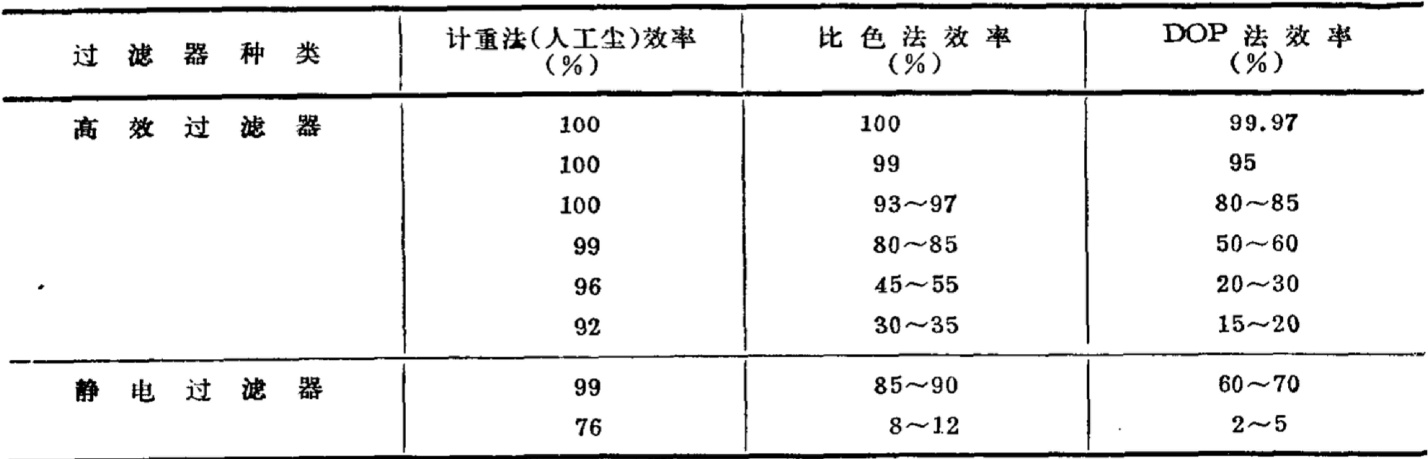 过滤器种类 计重法(人工尘)效率(%) 比色法效率(%) DOP法效率(%)
高效过滤器 100 100 99.97
100 99 95
100 93～97 80～85
99 80～85 50～60
96 45～55 20～30
92 30～35 15～20
静电过滤器 99 85～90 60～70
76 8～12 2～5